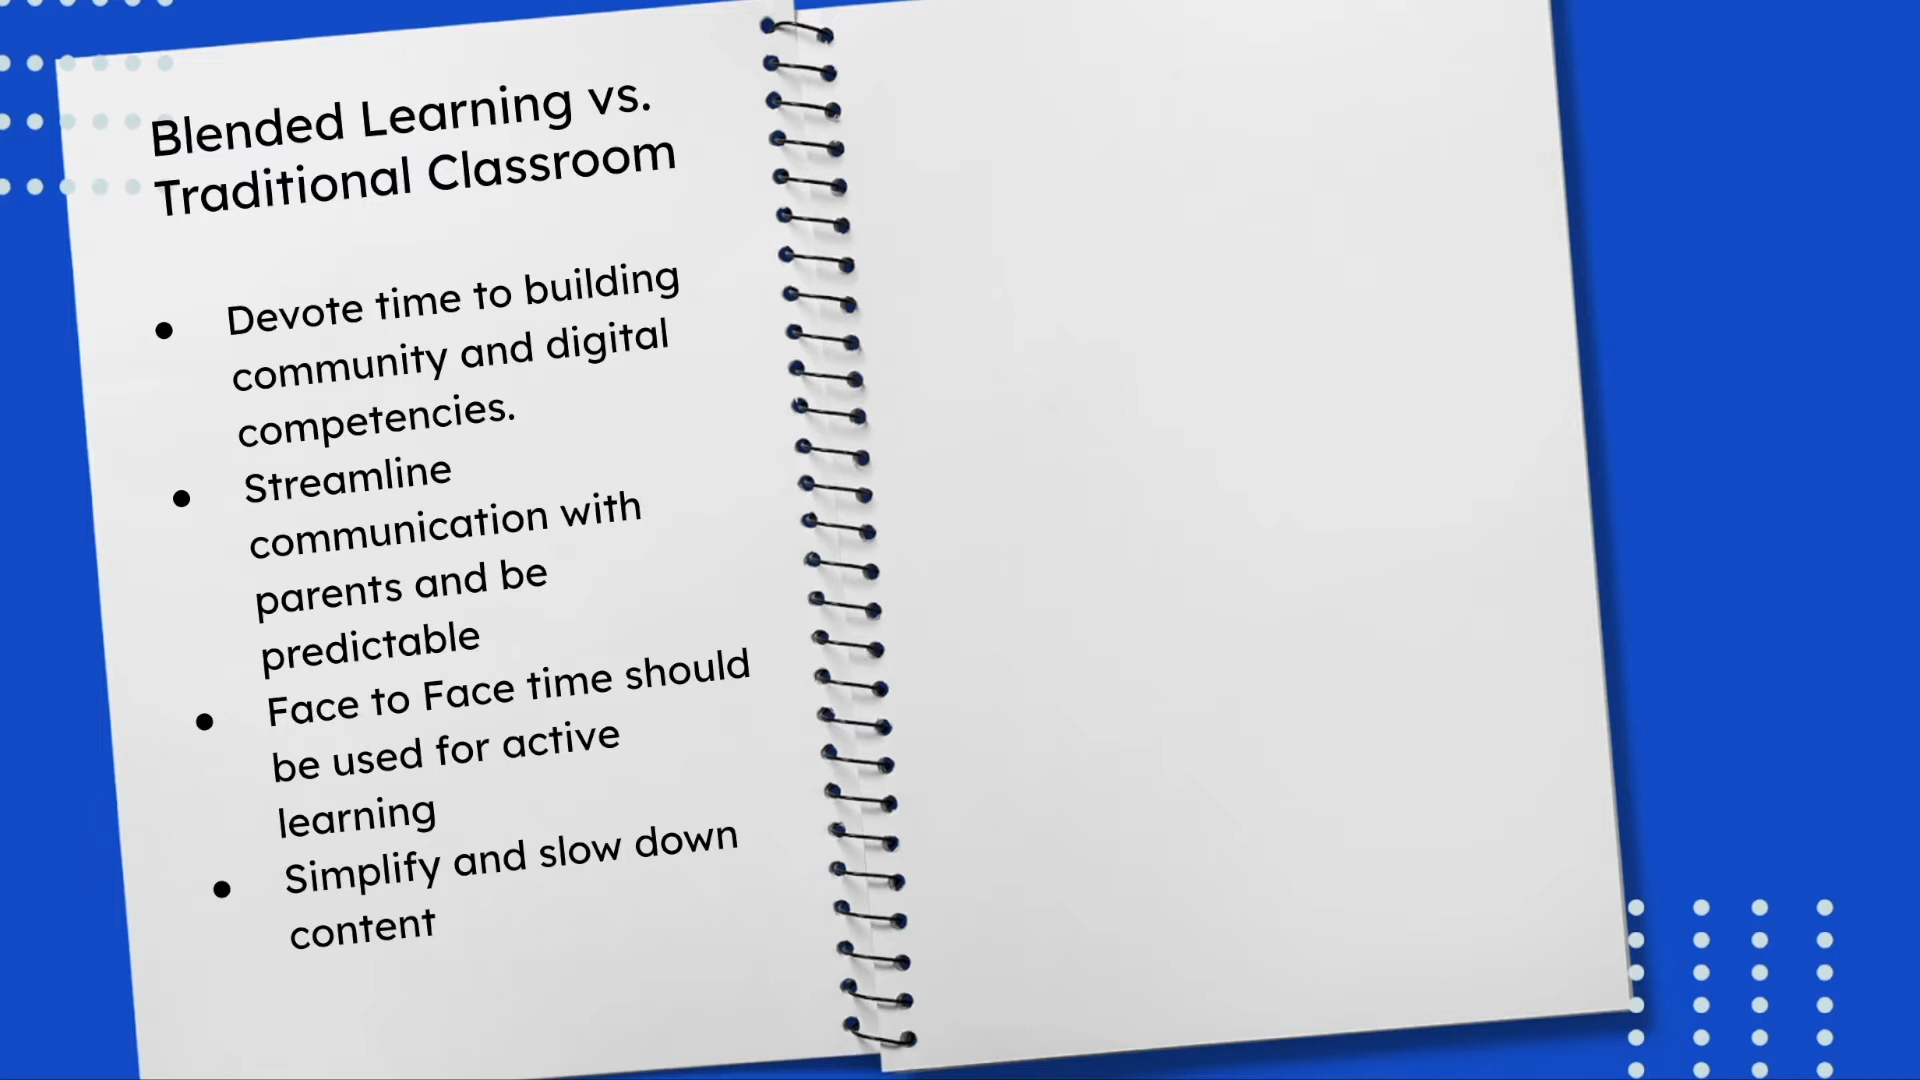 Blended Learning vs.
Traditional Classroom
● Devote time to building
community and digital
competencies.
● Streamline
communication with
parents and be
predictable
● Face to Face time should
be used for active
learning
● Simplify and slow down
content